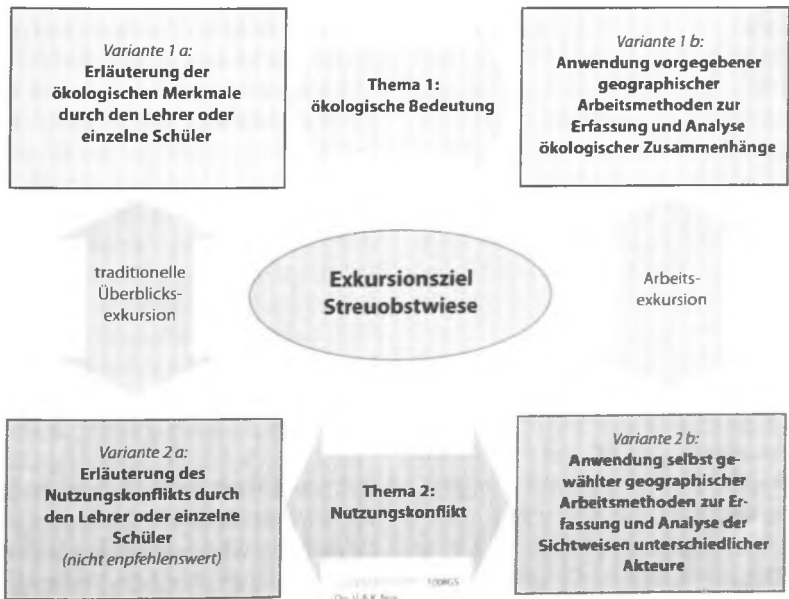 Variante 1 a:
Erläuterung der
ökologischen Merkmale
durch den Lehrer oder
einzelne Schüler
Thema 1:
ökologische Bedeutung
Variante 1 b:
Anwendung vorgegebener
geographischer
Arbeitsmethoden zur
Erfassung und Analyse
ökologischer Zusammenhänge
traditionelle
Überblicks-
exkursion
Exkursionsziel
Streuobstwiese
Arbeits-
exkursion
Variante 2 a:
Erläuterung des
Nutzungskonflikts durch
den Lehrer oder einzelne
Schüler
(nicht enpfehlenswert)
Thema 2:
Nutzungskonflikt
Variante 2 b:
Anwendung selbst ge-
wählter geographischer
Arbeitsmethoden zur Er-
fassung und Analyse der
Sichtweisen unterschiedlicher
Akteure